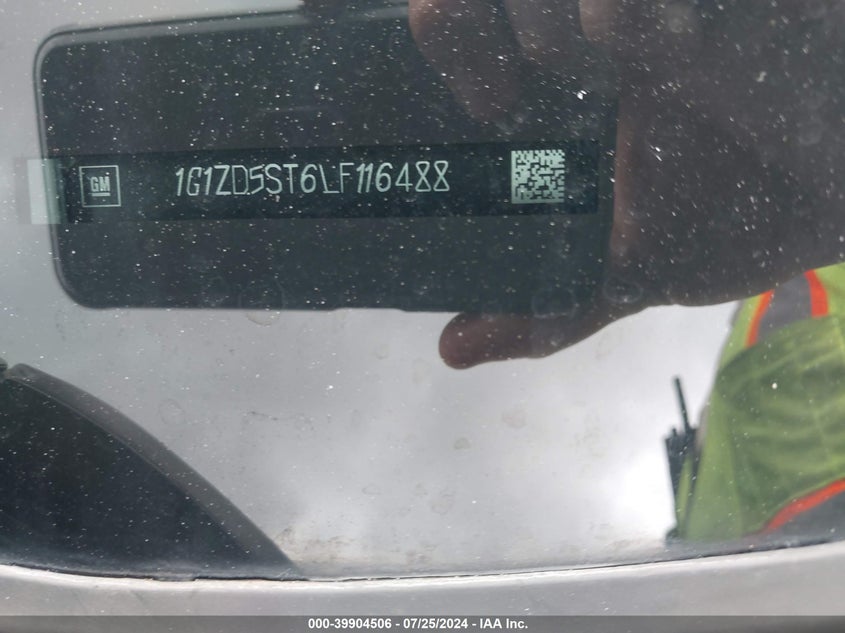 GM 1G1ZD5ST6LF116488
000-39904506 - 07/25/2024 - IAA Inc.